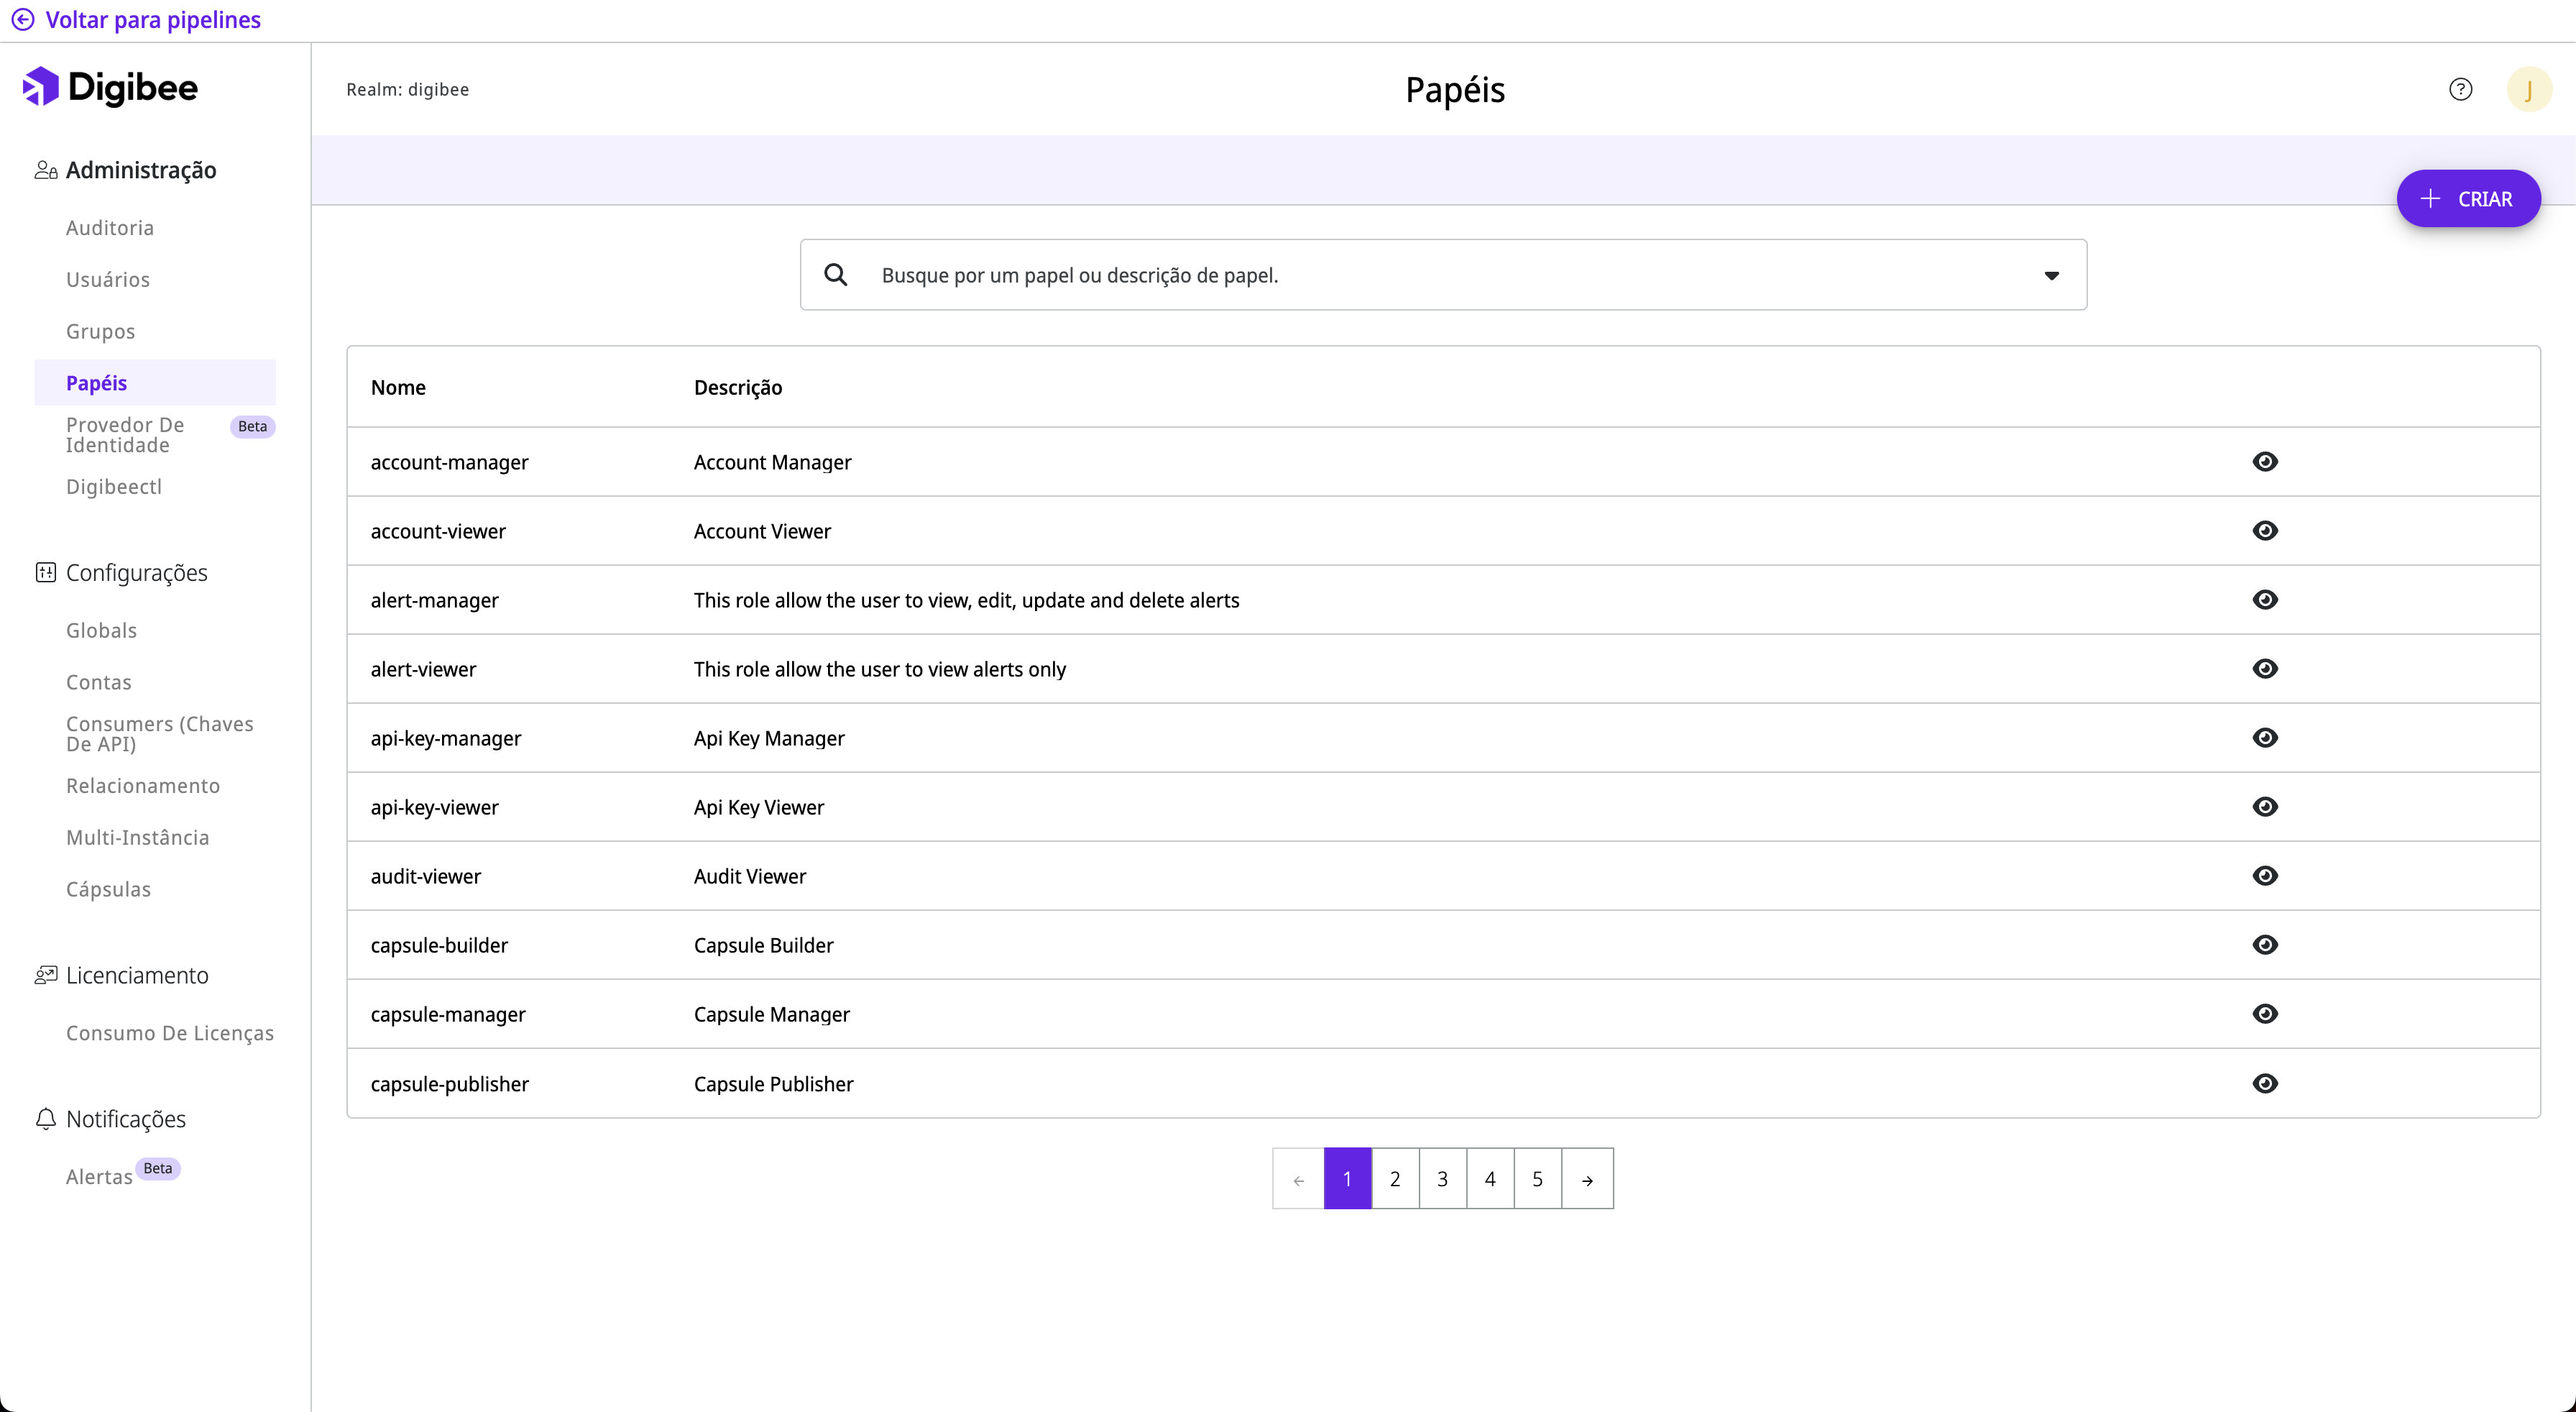 Voltar para pipelines
Digibee
Realm: digibee
Papéis
J
Administração
Auditoria
Usuários
Grupos
Papéis
Provedor De
Identidade
Beta
Digibeectl
Configurações
Globals
Contas
Consumers (Chaves
De API)
Relacionamento
Multi-Instância
Cápsulas
Licenciamento
Consumo De Licenças
Notificações
Alertas Beta
CRIAR
Busque por um papel ou descrição de papel.
Nome Descrição
account-manager Account Manager
account-viewer Account Viewer
alert-manager This role allow the user to view, edit, update and delete alerts
alert-viewer This role allow the user to view alerts only
api-key-manager Api Key Manager
api-key-viewer Api Key Viewer
audit-viewer Audit Viewer
capsule-builder Capsule Builder
capsule-manager Capsule Manager
capsule-publisher Capsule Publisher
← 1 2 3 4 5 →